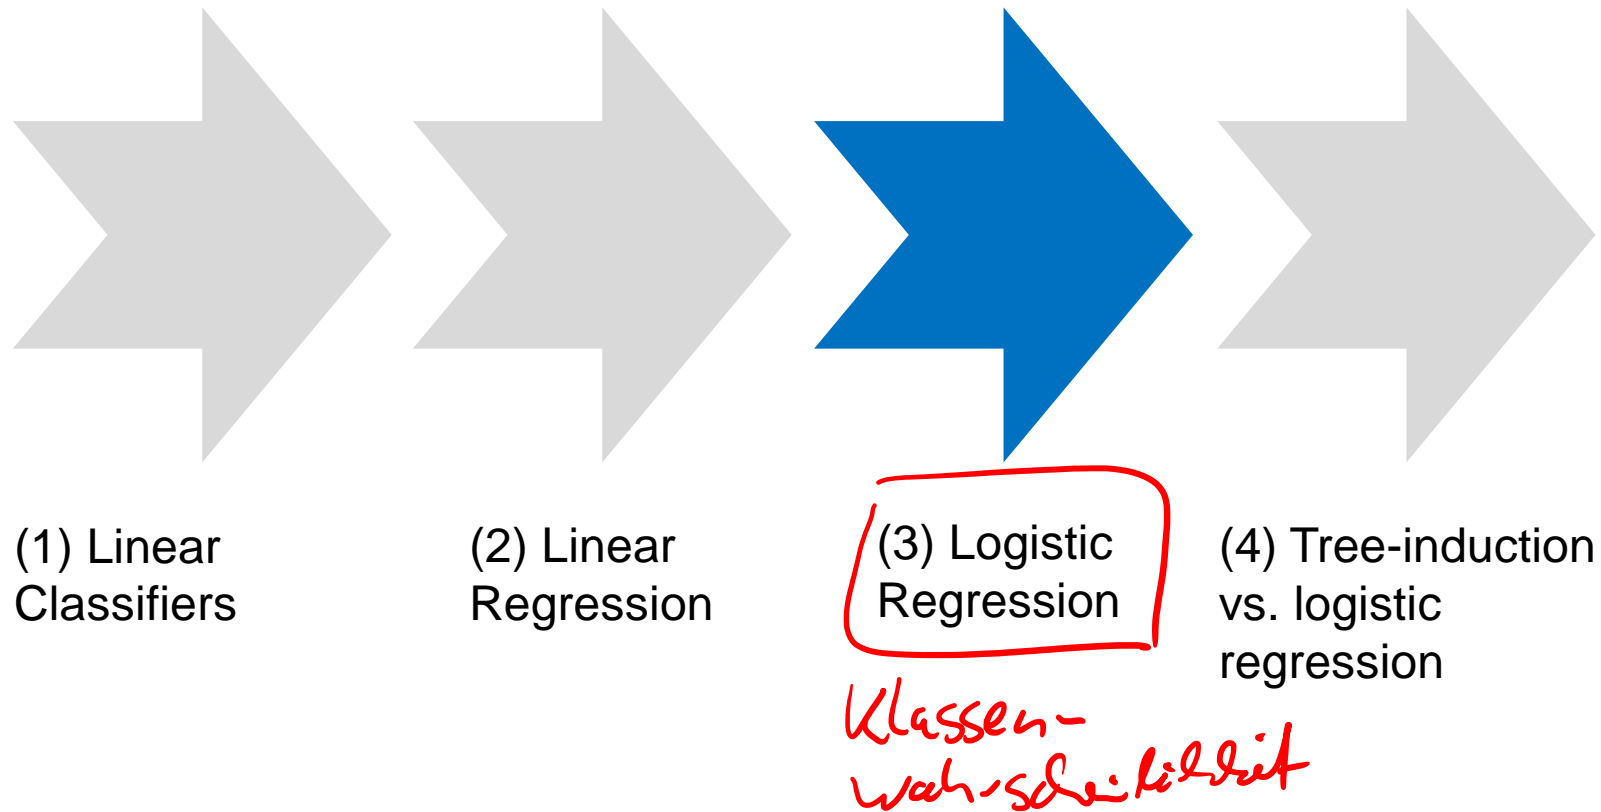 (1) Linear
Classifiers
(2) Linear
Regression
(3) Logistic
Regression
(4) Tree-induction
vs. logistic
regression
Klassen-
wahrscheinlichkeit